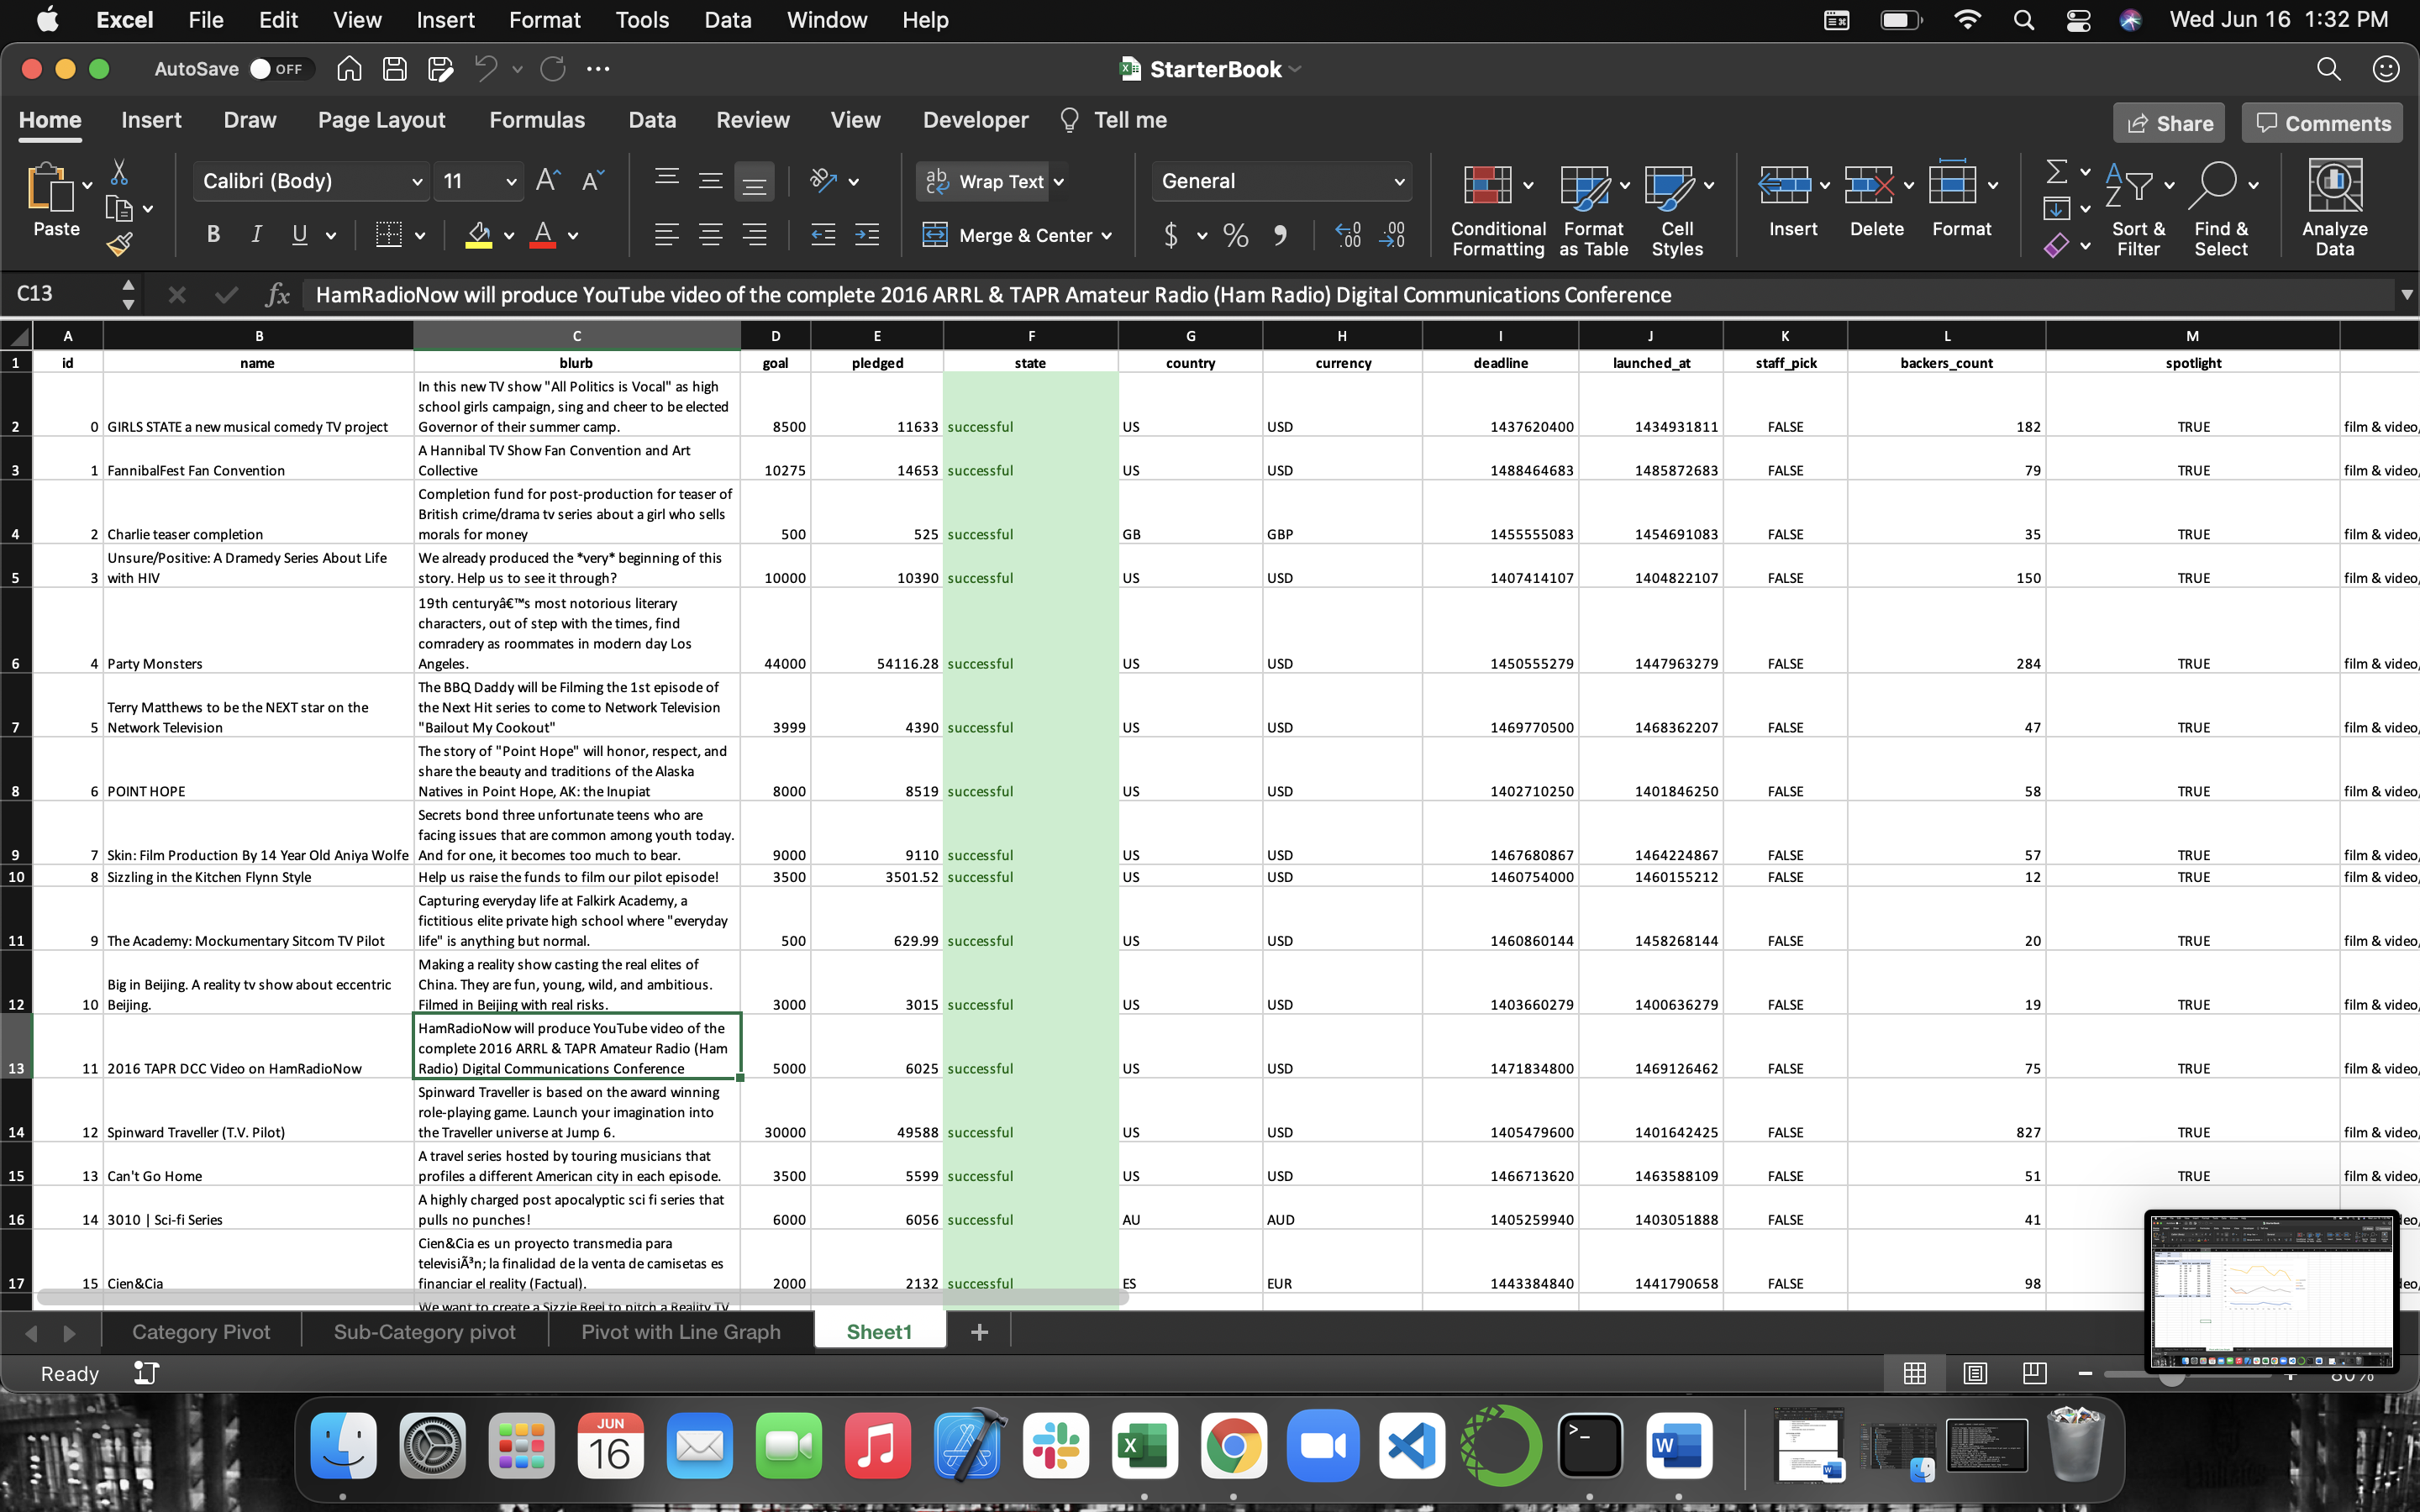 Excel File Edit View Insert Format Tools Data Window Help Wed Jun 16 1:32 PM
AutoSave OFF StarterBook
Home Insert Draw Page Layout Formulas Data Review View Developer Tell me Share Comments
Paste Calibri (Body) 11 Wrap Text General
B I U Merge & Center $ % Conditional Formatting Format as Table Cell Styles Insert Delete Format Sort & Filter Find & Select Analyze Data
C13 fx HamRadioNow will produce YouTube video of the complete 2016 ARRL & TAPR Amateur Radio (Ham Radio) Digital Communications Conference
A B C D E F G H I J K L M
1 id name blurb goal pledged state country currency deadline launched_at staff_pick backers_count spotlight
In this new TV show "All Politics is Vocal" as high
school girls campaign, sing and cheer to be elected
2 0 GIRLS STATE a new musical comedy TV project Governor of their summer camp. 8500 11633 successful US USD 1437620400 1434931811 FALSE 182 TRUE film & video,
A Hannibal TV Show Fan Convention and Art
3 1 FannibalFest Fan Convention Collective 10275 14653 successful US USD 1488464683 1485872683 FALSE 79 TRUE film & video,
Completion fund for post-production for teaser of
British crime/drama tv series about a girl who sells
4 2 Charlie teaser completion morals for money 500 525 successful GB GBP 1455555083 1454691083 FALSE 35 TRUE film & video,
Unsure/Positive: A Dramedy Series About Life We already produced the *very* beginning of this
5 3 with HIV story. Help us to see it through? 10000 10390 successful US USD 1407414107 1404822107 FALSE 150 TRUE film & video,
19th centuryâ€™s most notorious literary
characters, out of step with the times, find
comradery as roommates in modern day Los
6 4 Party Monsters Angeles. 44000 54116.28 successful US USD 1450555279 1447963279 FALSE 284 TRUE film & video,
The BBQ Daddy will be Filming the 1st episode of
Terry Matthews to be the NEXT star on the the Next Hit series to come to Network Television
7 5 Network Television "Bailout My Cookout" 3999 4390 successful US USD 1469770500 1468362207 FALSE 47 TRUE film & video,
The story of "Point Hope" will honor, respect, and
share the beauty and traditions of the Alaska
8 6 POINT HOPE Natives in Point Hope, AK: the Inupiat 8000 8519 successful US USD 1402710250 1401846250 FALSE 58 TRUE film & video,
Secrets bond three unfortunate teens who are
facing issues that are common among youth today.
9 7 Skin: Film Production By 14 Year Old Aniya Wolfe And for one, it becomes too much to bear. 9000 9110 successful US USD 1467680867 1464224867 FALSE 57 TRUE film & video,
10 8 Sizzling in the Kitchen Flynn Style Help us raise the funds to film our pilot episode! 3500 3501.52 successful US USD 1460754000 1460155212 FALSE 12 TRUE film & video,
Capturing everyday life at Falkirk Academy, a
fictitious elite private high school where "everyday
11 9 The Academy: Mockumentary Sitcom TV Pilot life" is anything but normal. 500 629.99 successful US USD 1460860144 1458268144 FALSE 20 TRUE film & video,
Making a reality show casting the real elites of
Big in Beijing. A reality tv show about eccentric China. They are fun, young, wild, and ambitious.
12 10 Beijing. Filmed in Beijing with real risks. 3000 3015 successful US USD 1403660279 1400636279 FALSE 19 TRUE film & video,
HamRadioNow will produce YouTube video of the
complete 2016 ARRL & TAPR Amateur Radio (Ham
13 11 2016 TAPR DCC Video on HamRadioNow Radio) Digital Communications Conference 5000 6025 successful US USD 1471834800 1469126462 FALSE 75 TRUE film & video,
Spinward Traveller is based on the award winning
role-playing game. Launch your imagination into
14 12 Spinward Traveller (T.V. Pilot) the Traveller universe at Jump 6. 30000 49588 successful US USD 1405479600 1401642425 FALSE 827 TRUE film & video,
A travel series hosted by touring musicians that
15 13 Can't Go Home profiles a different American city in each episode. 3500 5599 successful US USD 1466713620 1463588109 FALSE 51 TRUE film & video,
A highly charged post apocalyptic sci fi series that
16 14 3010 | Sci-fi Series pulls no punches! 6000 6056 successful AU AUD 1405259940 1403051888 FALSE 41
Cien&Cia es un proyecto transmedia para
televisiÃ³n; la finalidad de la venta de camisetas es
17 15 Cien&Cia financiar el reality (Factual). 2000 2132 successful ES EUR 1443384840 1441790658 FALSE 98
We want to create a Sizzle Reel to pitch a Reality TV
Category Pivot Sub-Category pivot Pivot with Line Graph Sheet1 +
Ready 80%
JUN
16